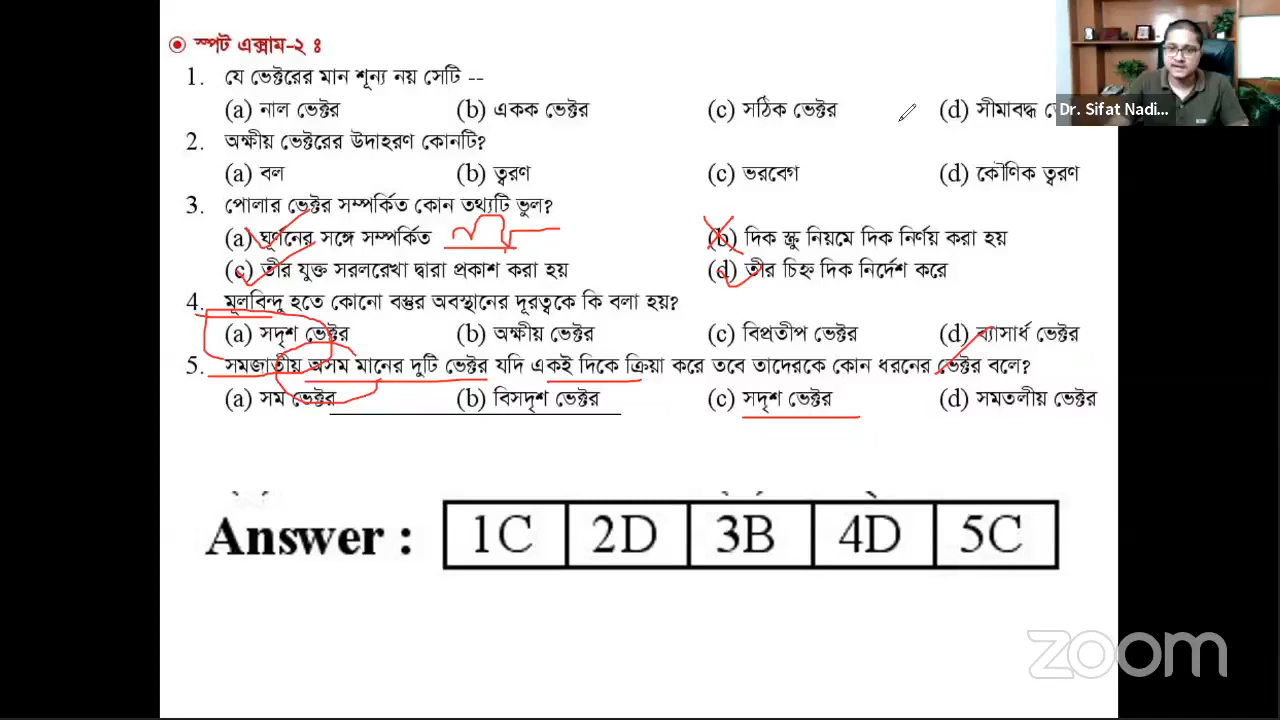 স্পট এক্সাম-২ ঃ
Dr. Sifat Nadi...
1. যে ভেক্টরের মান শূন্য নয় সেটি --
(a) নাল ভেক্টর (b) একক ভেক্টর (c) সঠিক ভেক্টর (d) সীমাবদ্ধ
2. অক্ষীয় ভেক্টরের উদাহরণ কোনটি?
(a) বল (b) ত্বরণ (c) ভরবেগ (d) কৌণিক ত্বরণ
3. পোলার ভেক্টর সম্পর্কিত কোন তথ্যটি ভুল?
(a) ঘূর্ণনের সঙ্গে সম্পর্কিত (b) দিক স্ক্রু নিয়মে দিক নির্ণয় করা হয়
(c) তীর যুক্ত সরলরেখা দ্বারা প্রকাশ করা হয় (d) তীর চিহ্ন দিক নির্দেশ করে
4. মূলবিন্দু হতে কোনো বস্তুর অবস্থানের দূরত্বকে কি বলা হয়?
(a) সদৃশ ভেক্টর (b) অক্ষীয় ভেক্টর (c) বিপ্রতীপ ভেক্টর (d) ব্যাসার্ধ ভেক্টর
5. সমজাতীয় অসম মানের দুটি ভেক্টর যদি একই দিকে ক্রিয়া করে তবে তাদেরকে কোন ধরনের ভেক্টর বলে?
(a) সম ভেক্টর (b) বিসদৃশ ভেক্টর (c) সদৃশ ভেক্টর (d) সমতলীয় ভেক্টর
Answer : 1C 2D 3B 4D 5C
zoom